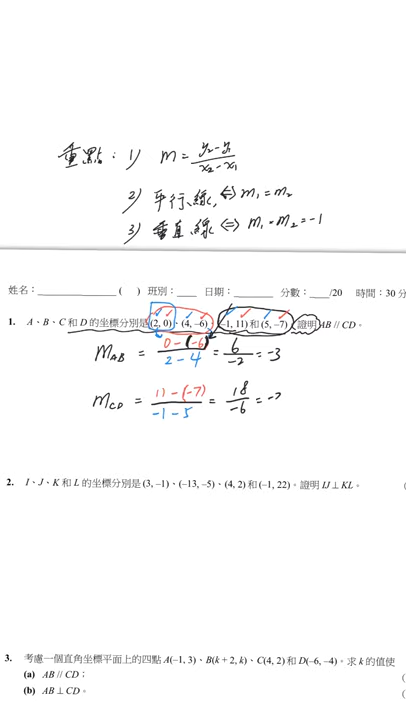 重點：1) m = (y₂ - y₁)/(x₂ - x₁)
2) 平行線 ⇔ m₁ = m₂
3) 垂直線 ⇔ m₁ · m₂ = -1
姓名：______________ ( ) 班別：____ 日期：________ 分數：____/20 時間：30 分
1. A、B、C 和 D 的坐標分別是 (2, 0)、(4, –6)、(–1, 11) 和 (5, –7)。證明 AB // CD。
m_AB = (0 - (-6))/(2 - 4) = 6/-2 = -3
m_CD = (11 - (-7))/(-1 - 5) = 18/-6 =
2. I、J、K 和 L 的坐標分別是 (3, –1)、(–13, –5)、(4, 2) 和 (–1, 22)。證明 IJ ⊥ KL。 (
3. 考慮一個直角坐標平面上的四點 A(–1, 3)、B(k + 2, k)、C(4, 2) 和 D(–6, –4)。求 k 的值使
(a) AB // CD； (
(b) AB ⊥ CD。 (